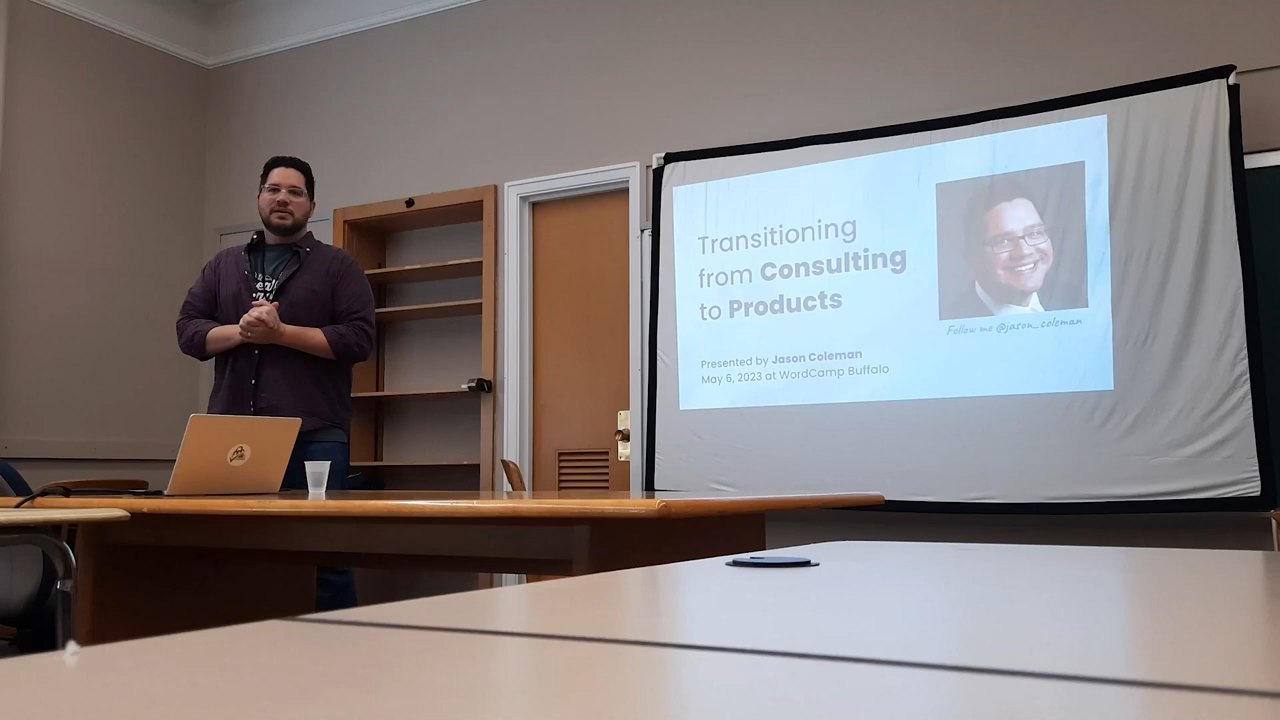 Transitioning
from Consulting
to Products
Follow me @jason_coleman
Presented by Jason Coleman
May 6, 2023 at WordCamp Buffalo